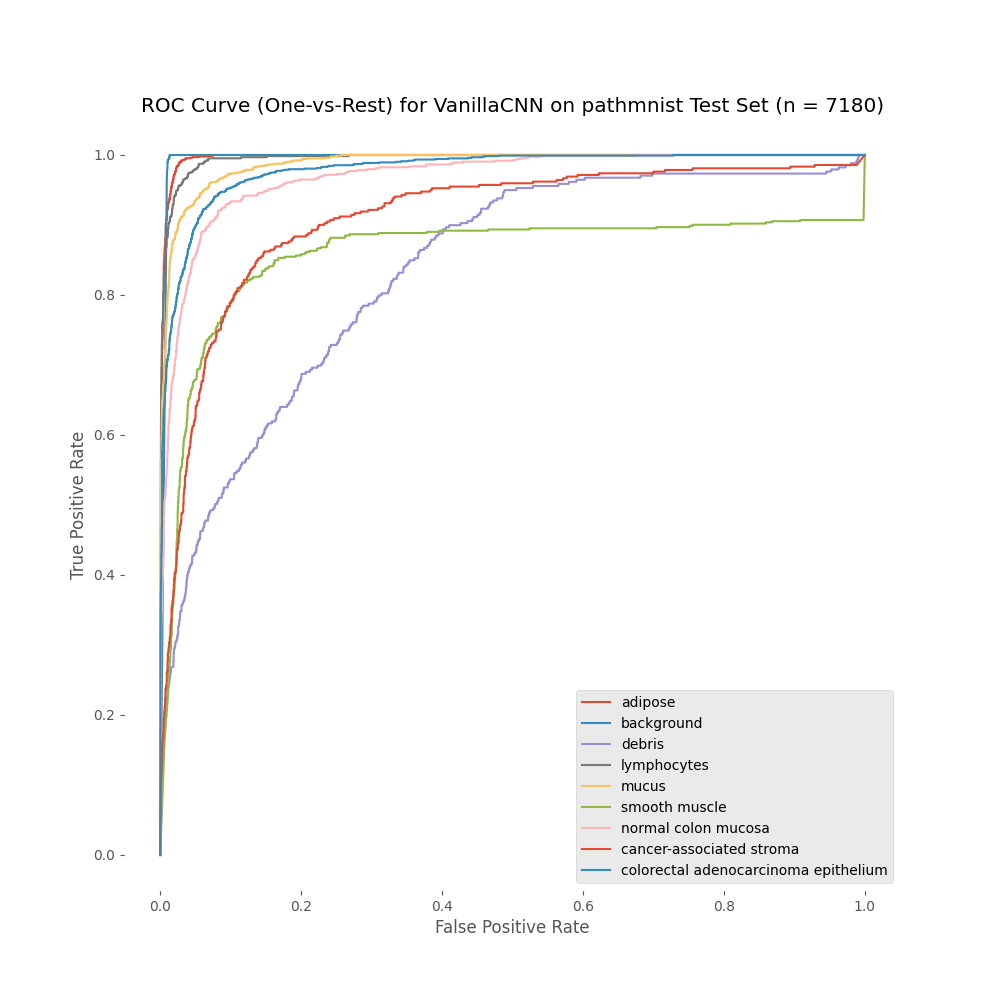 ROC Curve (One-vs-Rest) for VanillaCNN on pathmnist Test Set (n = 7180)
1.0
0.8
0.6
0.4
0.2
0.0
True Positive Rate
adipose
background
debris
lymphocytes
mucus
smooth muscle
normal colon mucosa
cancer-associated stroma
colorectal adenocarcinoma epithelium
0.0 0.2 0.4 0.6 0.8 1.0
False Positive Rate